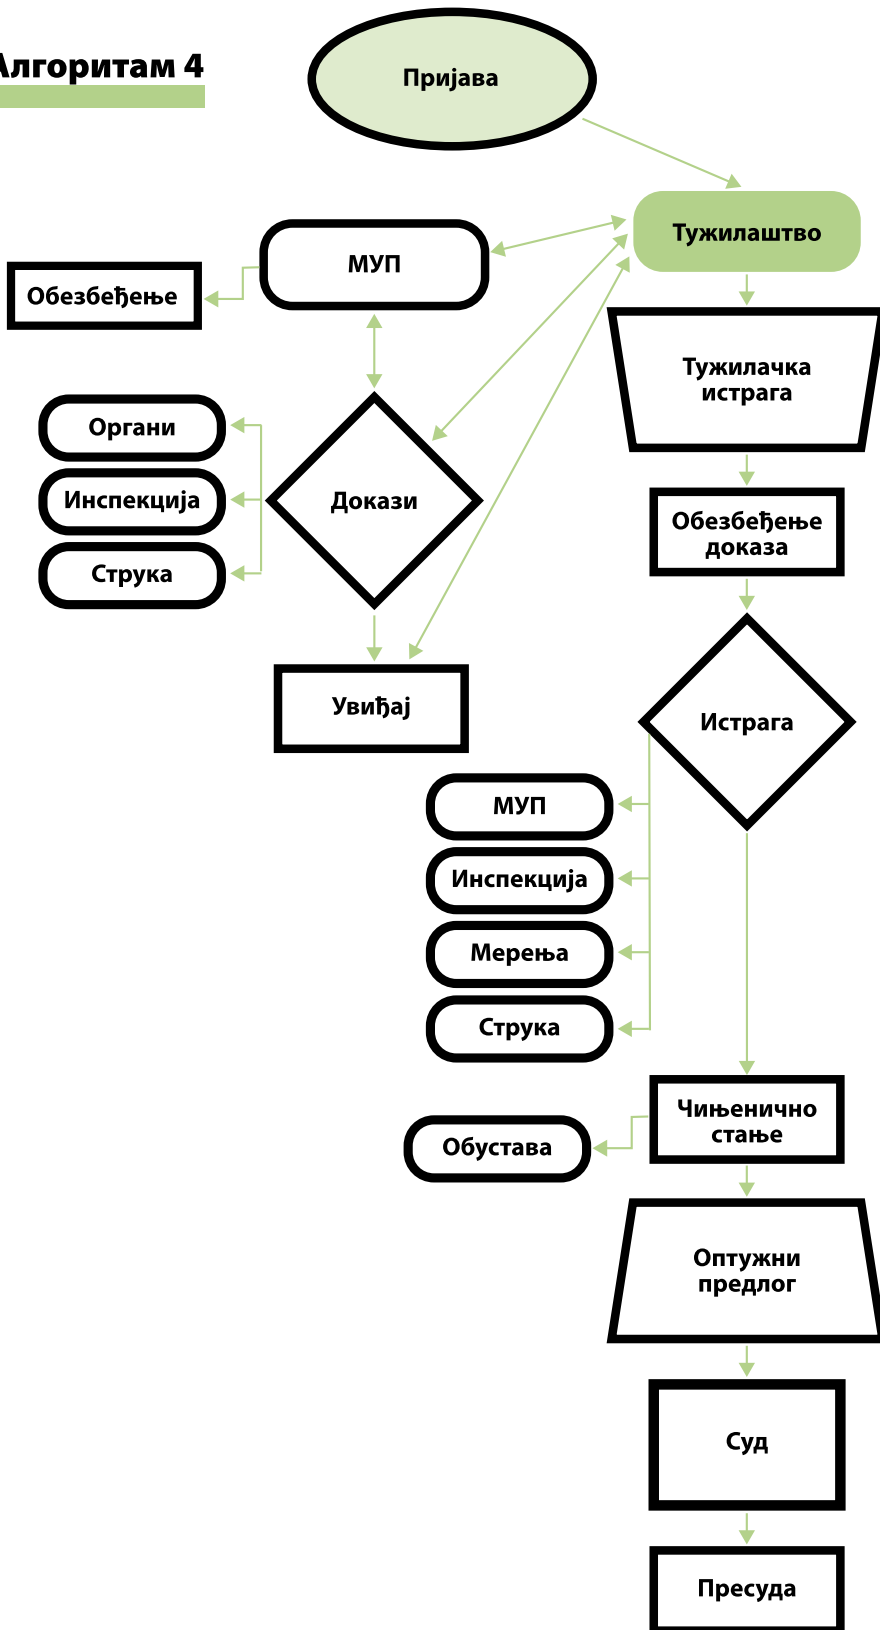 Алгоритам 4
Пријава
Тужилаштво
МУП
Обезбеђење
Тужилачка
истрага
Органи
Инспекција
Струка
Докази
Обезбеђење
доказа
Увиђај
Истрага
МУП
Инспекција
Мерења
Струка
Чињенично
стање
Обустава
Оптужни
предлог
Суд
Пресуда